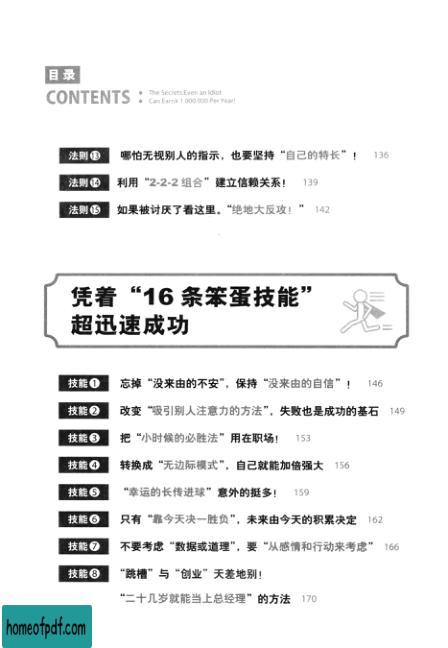 目录
CONTENTS
The Secrets Even an Idiot
Can Earn ¥ 1 000 000 Per Year!
法则⑬ 哪怕无视别人的指示，也要坚持“自己的特长”！ 136
法则⑭ 利用“2-2-2 组合”建立信赖关系！ 139
法则⑮ 如果被讨厌了看这里。“绝地大反攻！” 142
凭着“16 条笨蛋技能”
超迅速成功
技能❶ 忘掉“没来由的不安”，保持“没来由的自信”！ 146
技能❷ 改变“吸引别人注意力的方法”，失败也是成功的基石 149
技能❸ 把“小时候的必胜法”用在职场！ 153
技能❹ 转换成“无边际模式”，自己就能加倍强大 156
技能❺ “幸运的长传进球”意外的挺多！ 159
技能❻ 只有“靠今天决一胜负”，未来由今天的积累决定 162
技能❼ 不要考虑“数据或道理”，要“从感情和行动来考虑” 166
技能❽ “跳槽”与“创业”天差地别！
“二十几岁就能当上总经理”的方法 170
homeofpdf.com